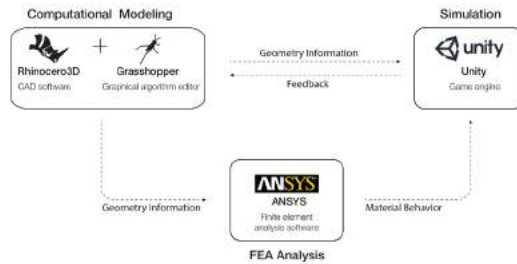 Computational Modeling
Simulation
Rhinocero3D
CAD software
+
Grasshopper
Graphical algorithm editor
Geometry Information
Feedback
unity
Unity
Game engine
Geometry Information
ANSYS
ANSYS
Finite element
analysis software
Material Behavior
FEA Analysis